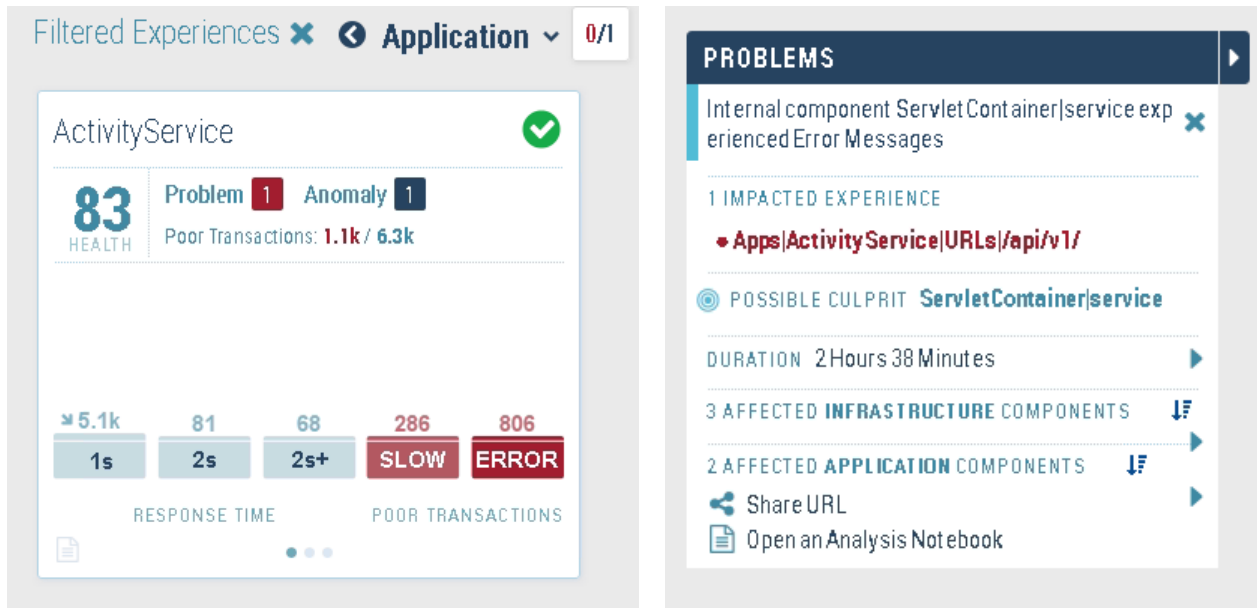 Filtered Experiences
Application
0/1
ActivityService
83
HEALTH
Problem 1 Anomaly 1
Poor Transactions: 1.1k / 6.3k
5.1k 81 68 286 806
1s 2s 2s+ SLOW ERROR
RESPONSE TIME POOR TRANSACTIONS
PROBLEMS
Internal component ServletContainer|service exp
erienced Error Messages
1 IMPACTED EXPERIENCE
Apps|ActivityService|URLs|/api/v1/
POSSIBLE CULPRIT ServletContainer|service
DURATION 2 Hours 38 Minutes
3 AFFECTED INFRASTRUCTURE COMPONENTS
2 AFFECTED APPLICATION COMPONENTS
Share URL
Open an Analysis Notebook